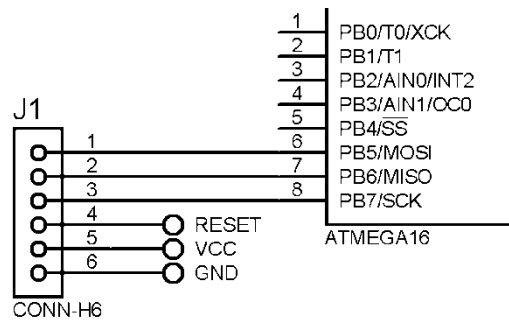 1 PB0/T0/XCK
2 PB1/T1
3 PB2/AIN0/INT2
4 PB3/AIN1/OC0
5 PB4/SS
6 PB5/MOSI
7 PB6/MISO
8 PB7/SCK
ATMEGA16
J1
1
2
3
4 RESET
5 VCC
6 GND
CONN-H6